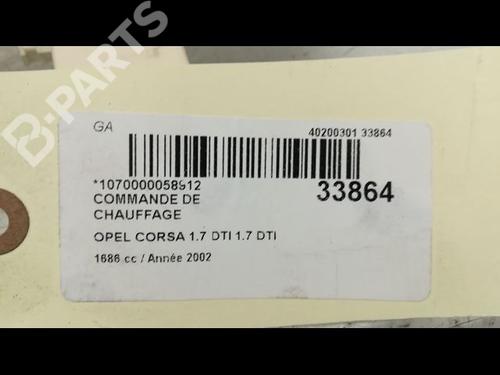 B-PARTS
GA
40200301 33864
*1070000058912
33864
COMMANDE DE
CHAUFFAGE
OPEL CORSA 1.7 DTI 1.7 DTI
1686 cc / Année 2002